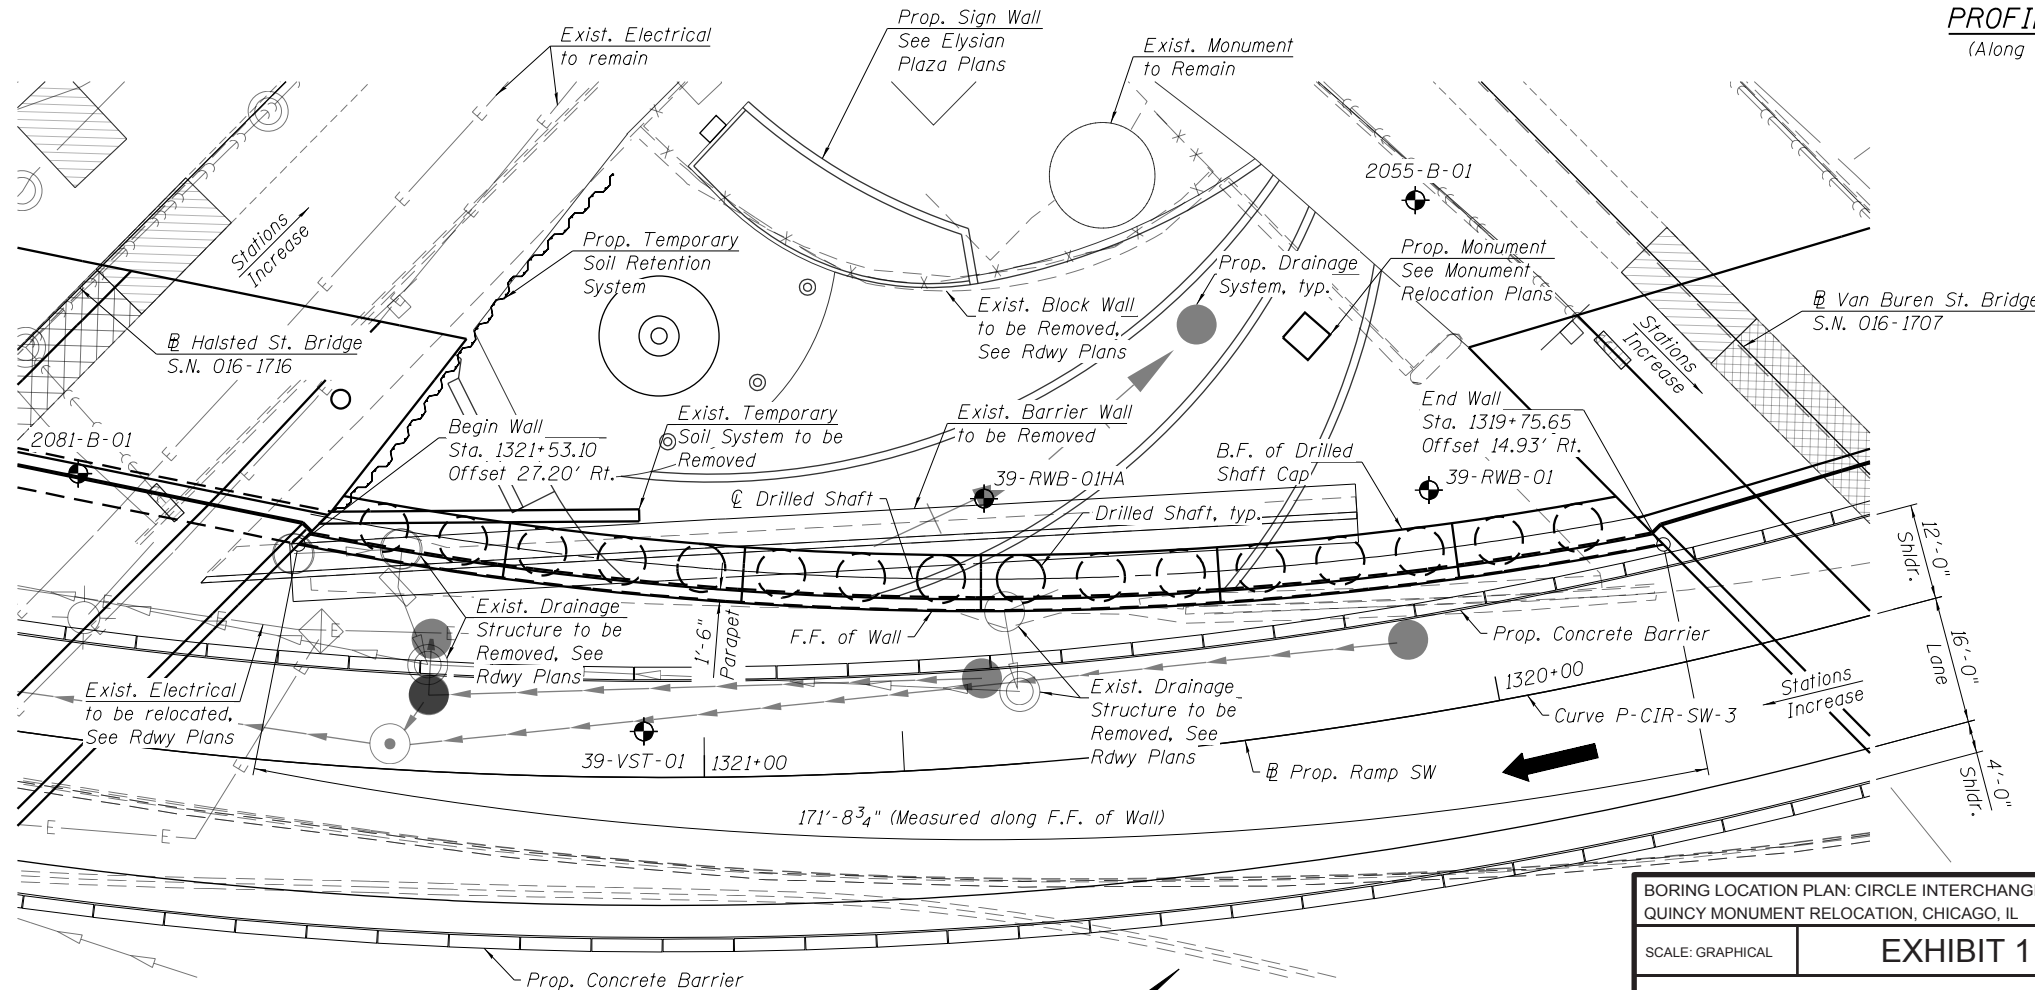 PROFI
(Along
Exist. Electrical
to remain
Prop. Sign Wall
See Elysian
Plaza Plans
Exist. Monument
to Remain
2055-B-01
Stations
Increase
Prop. Temporary
Soil Retention
System
Prop. Drainage
System, typ.
Prop. Monument
See Monument
Relocation Plans
Exist. Block Wall
to be Removed,
See Rdwy Plans
℄ Halsted St. Bridge
S.N. 016-1716
Stations
Increase
Van Buren St. Bridge
S.N. 016-1707
2081-B-01
Begin Wall
Sta. 1321+53.10
Offset 27.20' Rt.
Exist. Temporary
Soil System to be
Removed
Exist. Barrier Wall
to be Removed
End Wall
Sta. 1319+75.65
Offset 14.93' Rt.
B.F. of Drilled
Shaft Cap
39-RWB-01HA
39-RWB-01
℄ Drilled Shaft
Drilled Shaft, typ.
12'-0"
Shldr.
Exist. Drainage
Structure to be
Removed, See
Rdwy Plans
1'-6"
Parapet
F.F. of Wall
Prop. Concrete Barrier
16'-0"
Lane
Exist. Electrical
to be relocated,
See Rdwy Plans
Exist. Drainage
Structure to be
Removed, See
Rdwy Plans
1320+00
Stations
Increase
Curve P-CIR-SW-3
39-VST-01
1321+00
Prop. Ramp SW
4'-0"
Shldr.
171'-8¾" (Measured along F.F. of Wall)
Prop. Concrete Barrier
E E E E E E E E E E E
BORING LOCATION PLAN: CIRCLE INTERCHANG
QUINCY MONUMENT RELOCATION, CHICAGO, IL
SCALE: GRAPHICAL
EXHIBIT 1